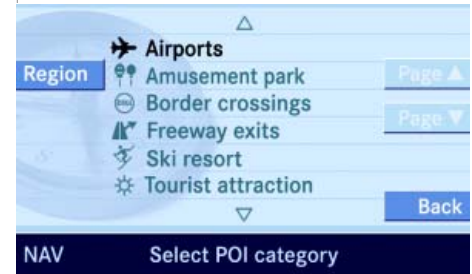 Airports
Region
Amusement park
Page
Border crossings
Page
Freeway exits
Ski resort
Tourist attraction
Back
NAV
Select POI category